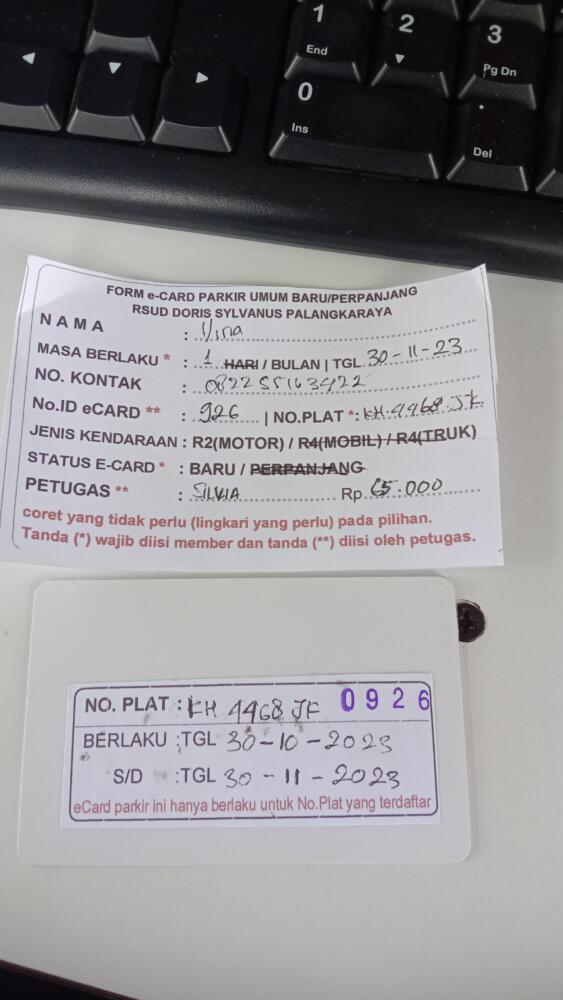 1
End
2
3
Pg Dn
0
Ins
.
Del
FORM e-CARD PARKIR UMUM BARU/PERPANJANG
RSUD DORIS SYLVANUS PALANGKARAYA
NAMA : Vina
MASA BERLAKU * : 1 HARI / BULAN | TGL 30-11-23
NO. KONTAK : 082255163422
No.ID eCARD ** : 926 | NO.PLAT *: KH.4468.JF
JENIS KENDARAAN : R2(MOTOR) / R4(MOBIL) / R4(TRUK)
STATUS E-CARD * : BARU / PERPANJANG
PETUGAS ** : SILVIA Rp. 65.000
coret yang tidak perlu (lingkari yang perlu) pada pilihan.
Tanda (*) wajib diisi member dan tanda (**) diisi oleh petugas.
NO. PLAT : KH 4468 JF 0926
BERLAKU : TGL 30-10-2023
S/D : TGL 30-11-2023
eCard parkir ini hanya berlaku untuk No.Plat yang terdaftar